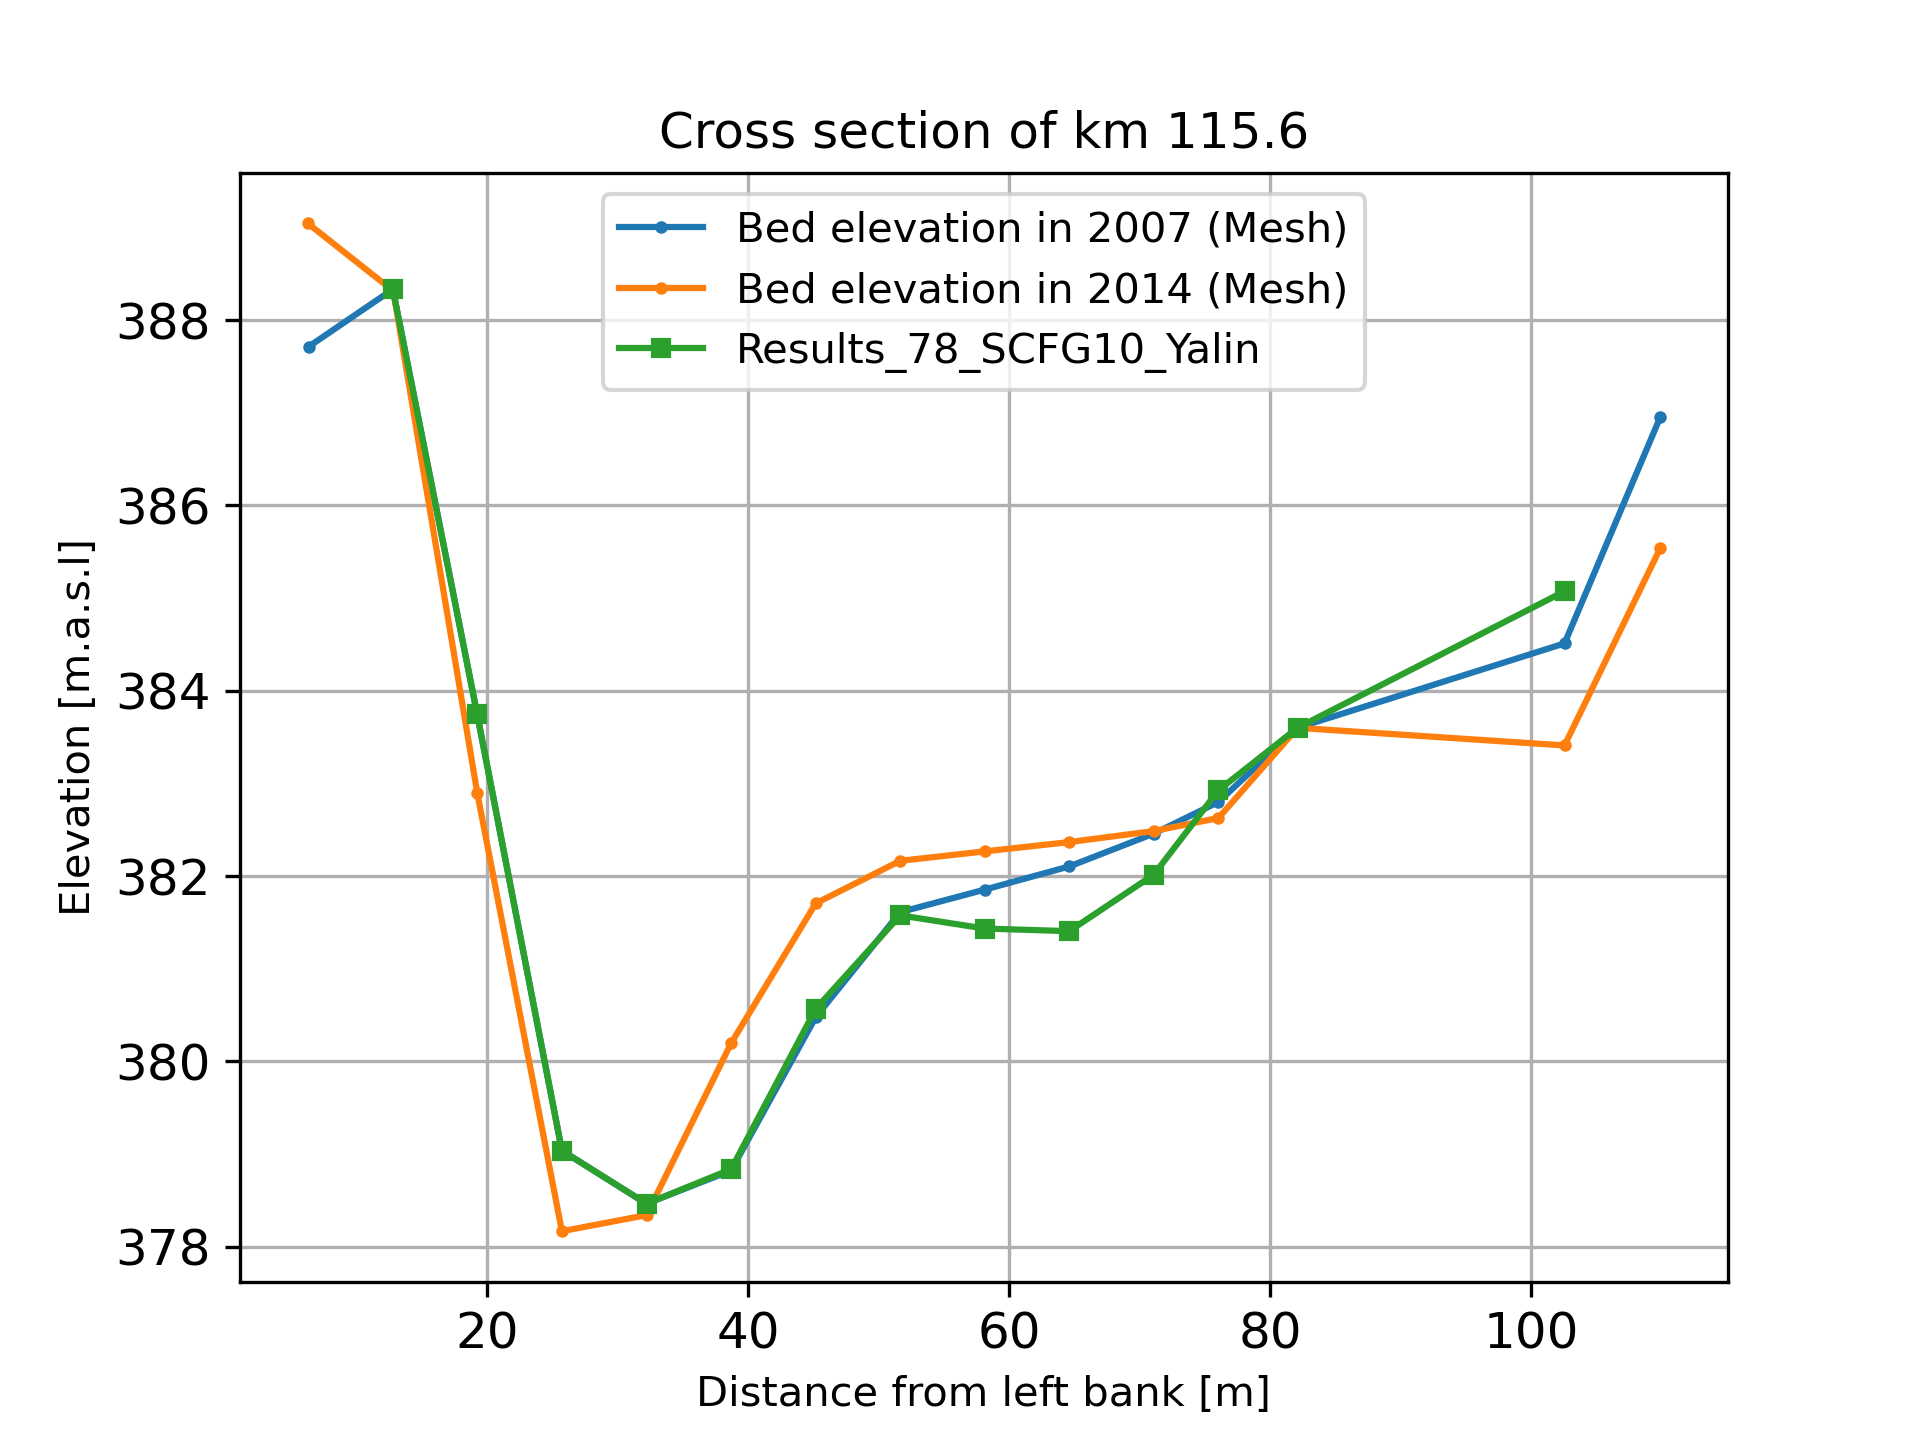 Cross section of km 115.6
Bed elevation in 2007 (Mesh)
Bed elevation in 2014 (Mesh)
Results_78_SCFG10_Yalin
388
386
384
382
380
378
Elevation [m.a.s.l]
20 40 60 80 100
Distance from left bank [m]